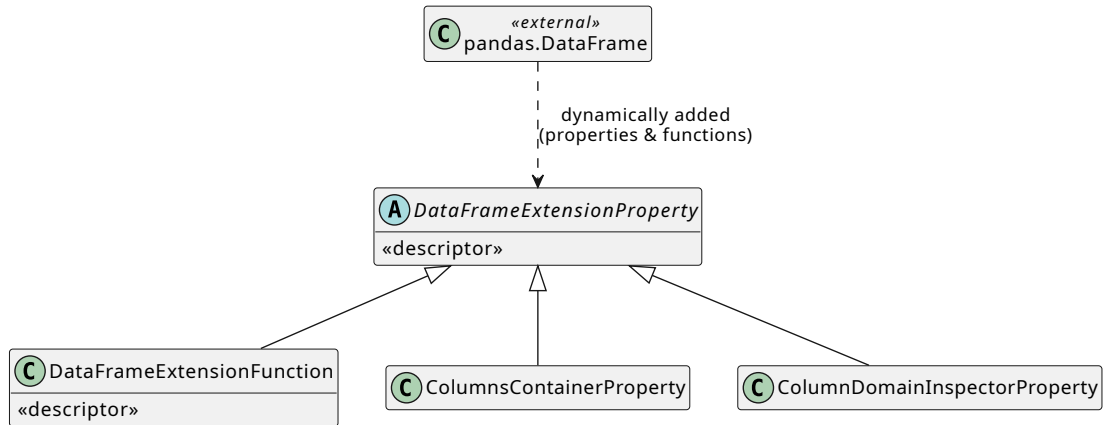 «external»
C pandas.DataFrame
dynamically added
(properties & functions)
A DataFrameExtensionProperty
«descriptor»
C DataFrameExtensionFunction
«descriptor»
C ColumnsContainerProperty
C ColumnDomainInspectorProperty